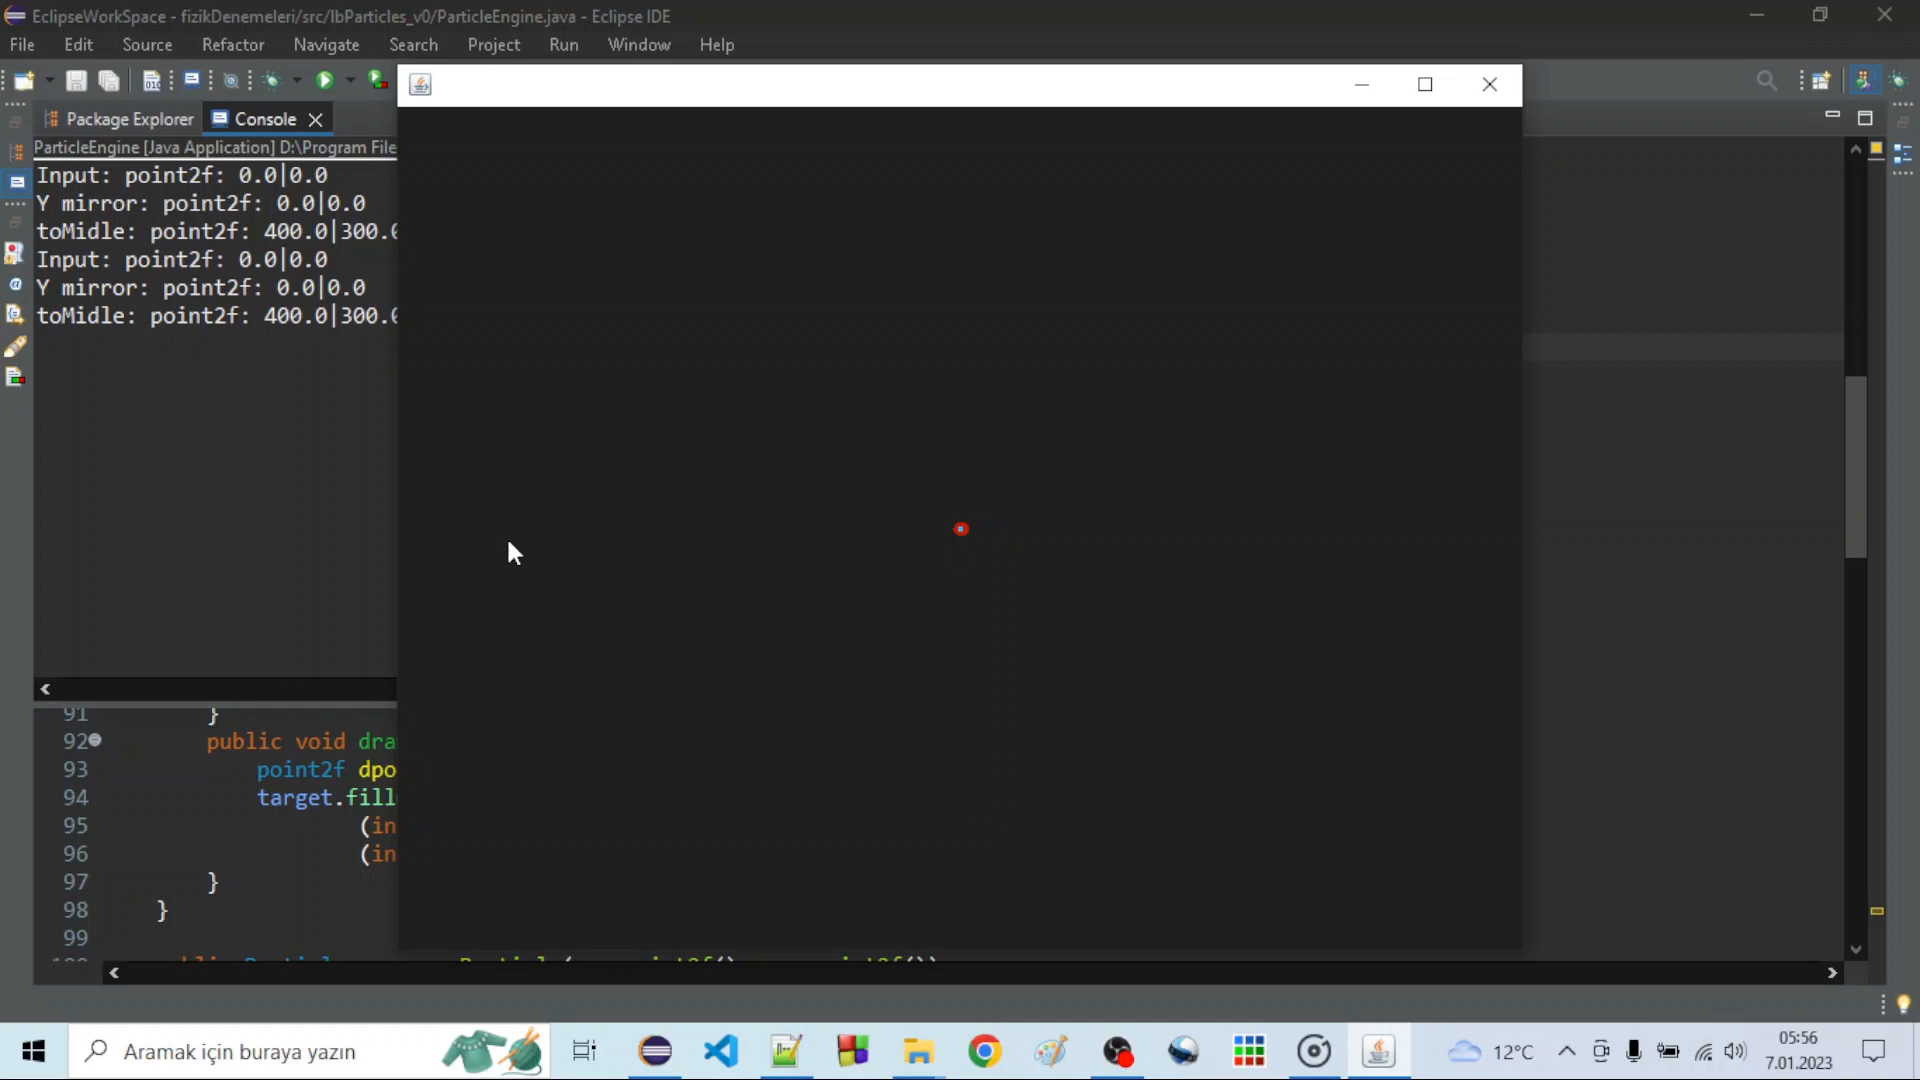 EclipseWorkSpace - fizikDenemeleri/src/lbParticles_v0/ParticleEngine.java - Eclipse IDE
File Edit Source Refactor Navigate Search Project Run Window Help
Package Explorer Console
ParticleEngine [Java Application] D:\Program File
Input: point2f: 0.0|0.0
Y mirror: point2f: 0.0|0.0
toMidle: point2f: 400.0|300.0
Input: point2f: 0.0|0.0
Y mirror: point2f: 0.0|0.0
toMidle: point2f: 400.0|300.0
91 }
92 public void dra
93 point2f dpo
94 target.fill
95 (in
96 (in
97 }
98 }
99
Aramak için buraya yazın
12°C
05:56
7.01.2023